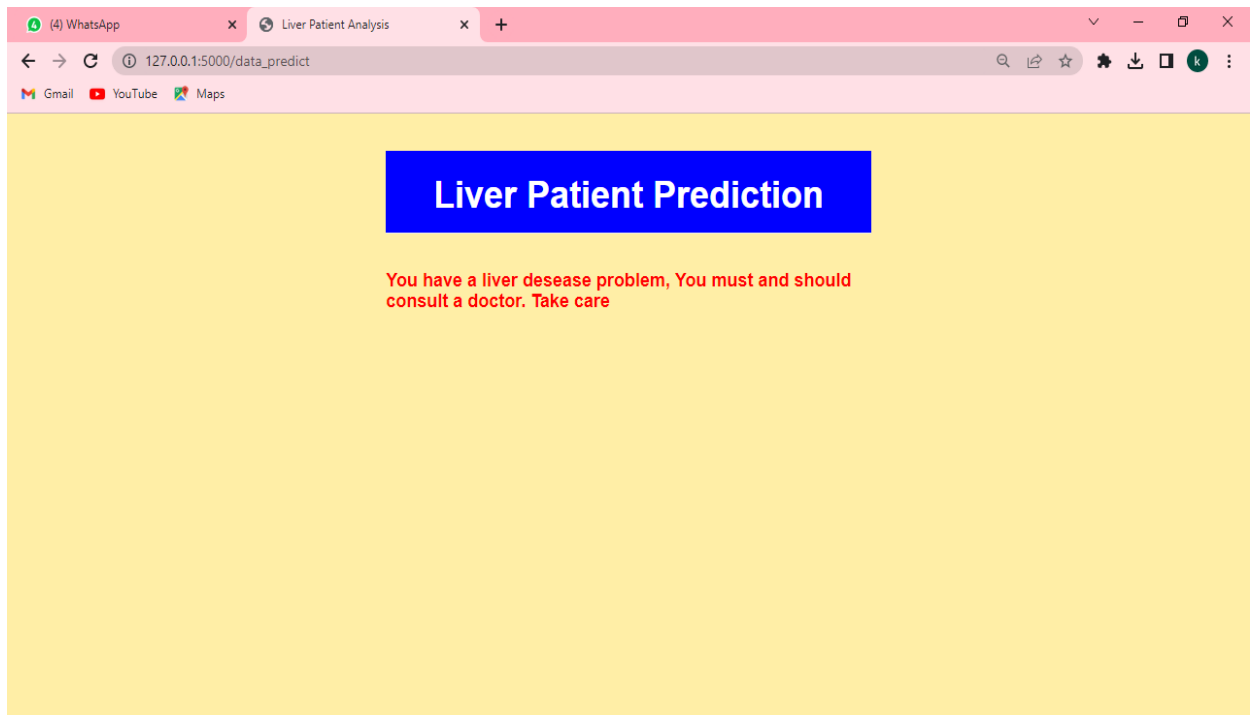 (4) WhatsApp
Liver Patient Analysis
127.0.0.1:5000/data_predict
k
Gmail
YouTube
Maps
Liver Patient Prediction
You have a liver desease problem, You must and should
consult a doctor. Take care